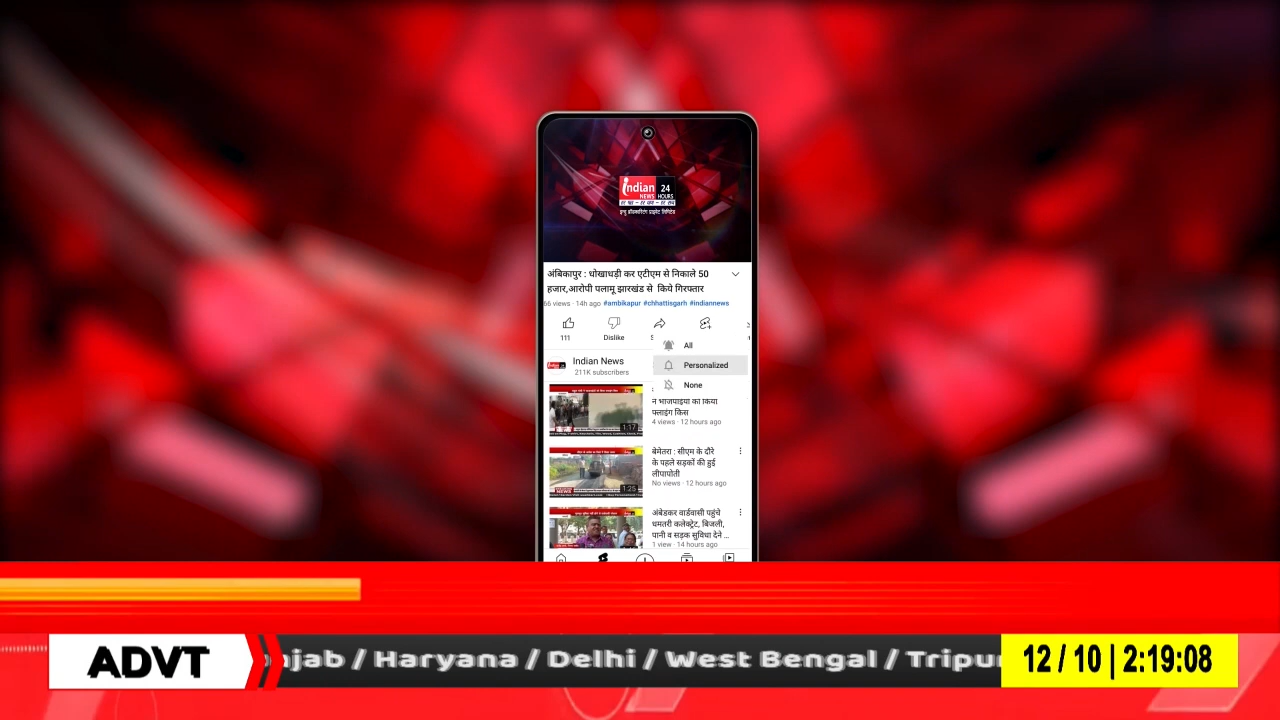 Indian
NEWS
24
HOURS
अंबिकापुर : धोखाधड़ी कर एटीएम से निकाले 50
हजार,आरोपी पलामू झारखंड से किये गिरफ्तार
66 views · 14h ago #ambikapur #chhattisgarh #indiannews
111
Dislike
All
Indian News
211K subscribers
Personalized
None
1:17
न भाजपाइयों को किया
फ्लाइंग किस
4 views · 12 hours ago
1:25
बेमेतरा : सीएम के दौरे
के पहले सड़कों की हुई
लीपापोती
No views · 12 hours ago
अंबेडकर वार्डवासी पहुंचे
धमतरी कलेक्ट्रेट, बिजली,
पानी व सड़क सुविधा देने ...
1 view · 14 hours ago
ADVT
njab / Haryana / Delhi / West Bengal / Tripur
12 / 10 | 2:19:08